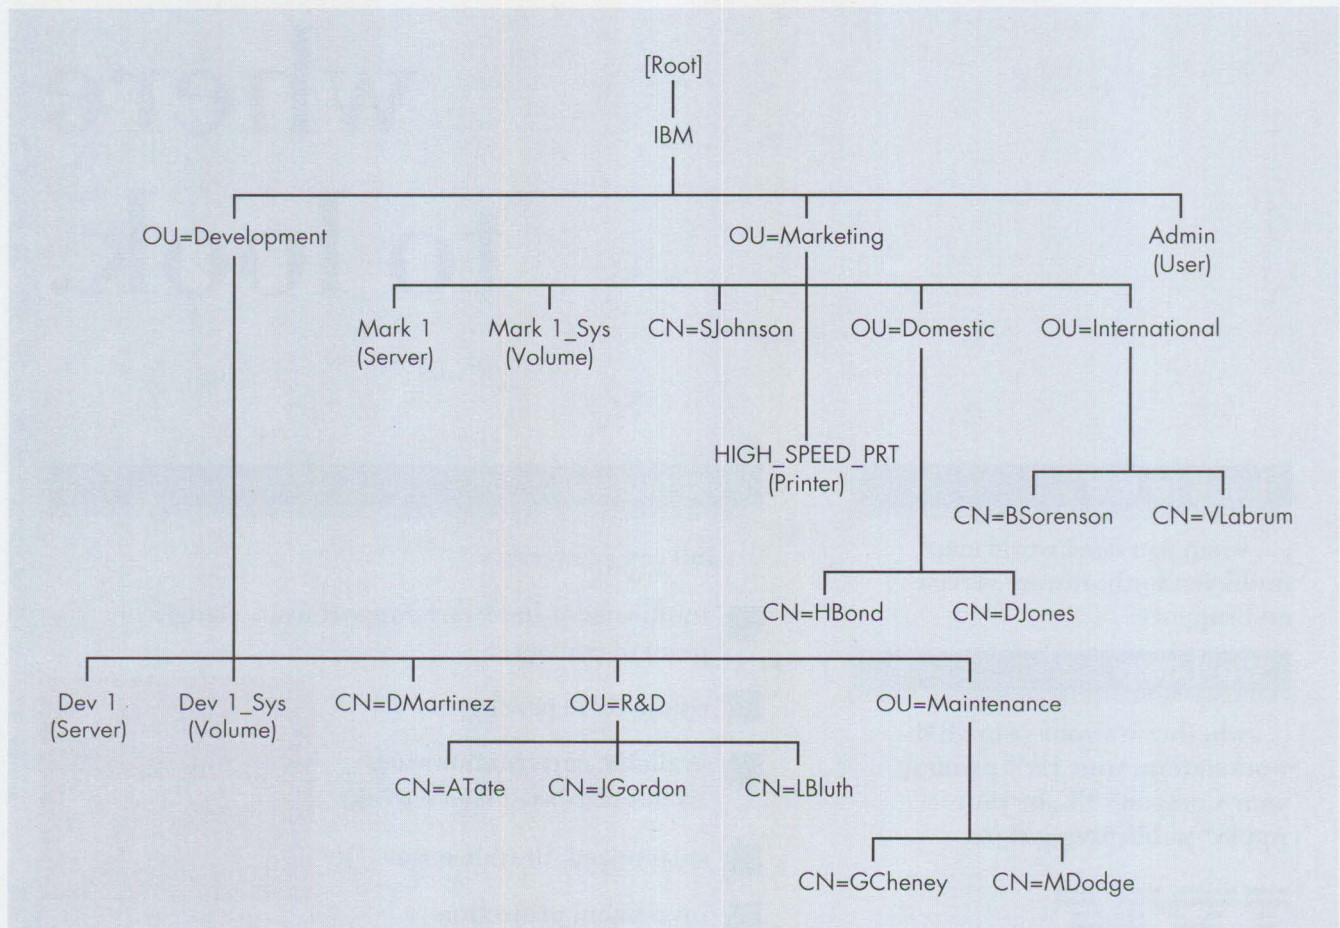 [Root]
IBM
OU=Development
OU=Marketing
Admin
(User)
Mark 1
(Server)
Mark 1_Sys
(Volume)
CN=SJohnson
OU=Domestic
OU=International
HIGH_SPEED_PRT
(Printer)
CN=BSorenson
CN=VLabrum
CN=HBond
CN=DJones
Dev 1
(Server)
Dev 1_Sys
(Volume)
CN=DMartinez
OU=R&D
OU=Maintenance
CN=ATate
CN=JGordon
CN=LBluth
CN=GCheney
CN=MDodge